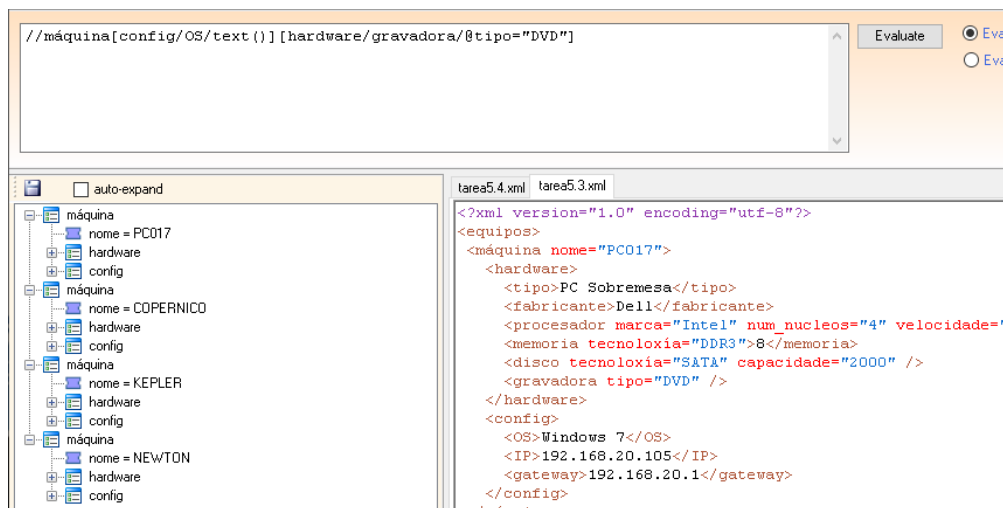 //máquina[config/OS/text()][hardware/gravadora/@tipo="DVD"]
Evaluate
Eva
Eva
auto-expand
máquina
nome = PC017
hardware
config
máquina
nome = COPERNICO
hardware
config
máquina
nome = KEPLER
hardware
config
máquina
nome = NEWTON
hardware
config
tarea5.4.xml tarea5.3.xml
<?xml version="1.0" encoding="utf-8"?>
<equipos>
<máquina nome="PC017">
<hardware>
<tipo>PC Sobremesa</tipo>
<fabricante>Dell</fabricante>
<procesador marca="Intel" num_nucleos="4" velocidade="
<memoria tecnoloxía="DDR3">8</memoria>
<disco tecnoloxía="SATA" capacidade="2000" />
<gravadora tipo="DVD" />
</hardware>
<config>
<OS>Windows 7</OS>
<IP>192.168.20.105</IP>
<gateway>192.168.20.1</gateway>
</config>